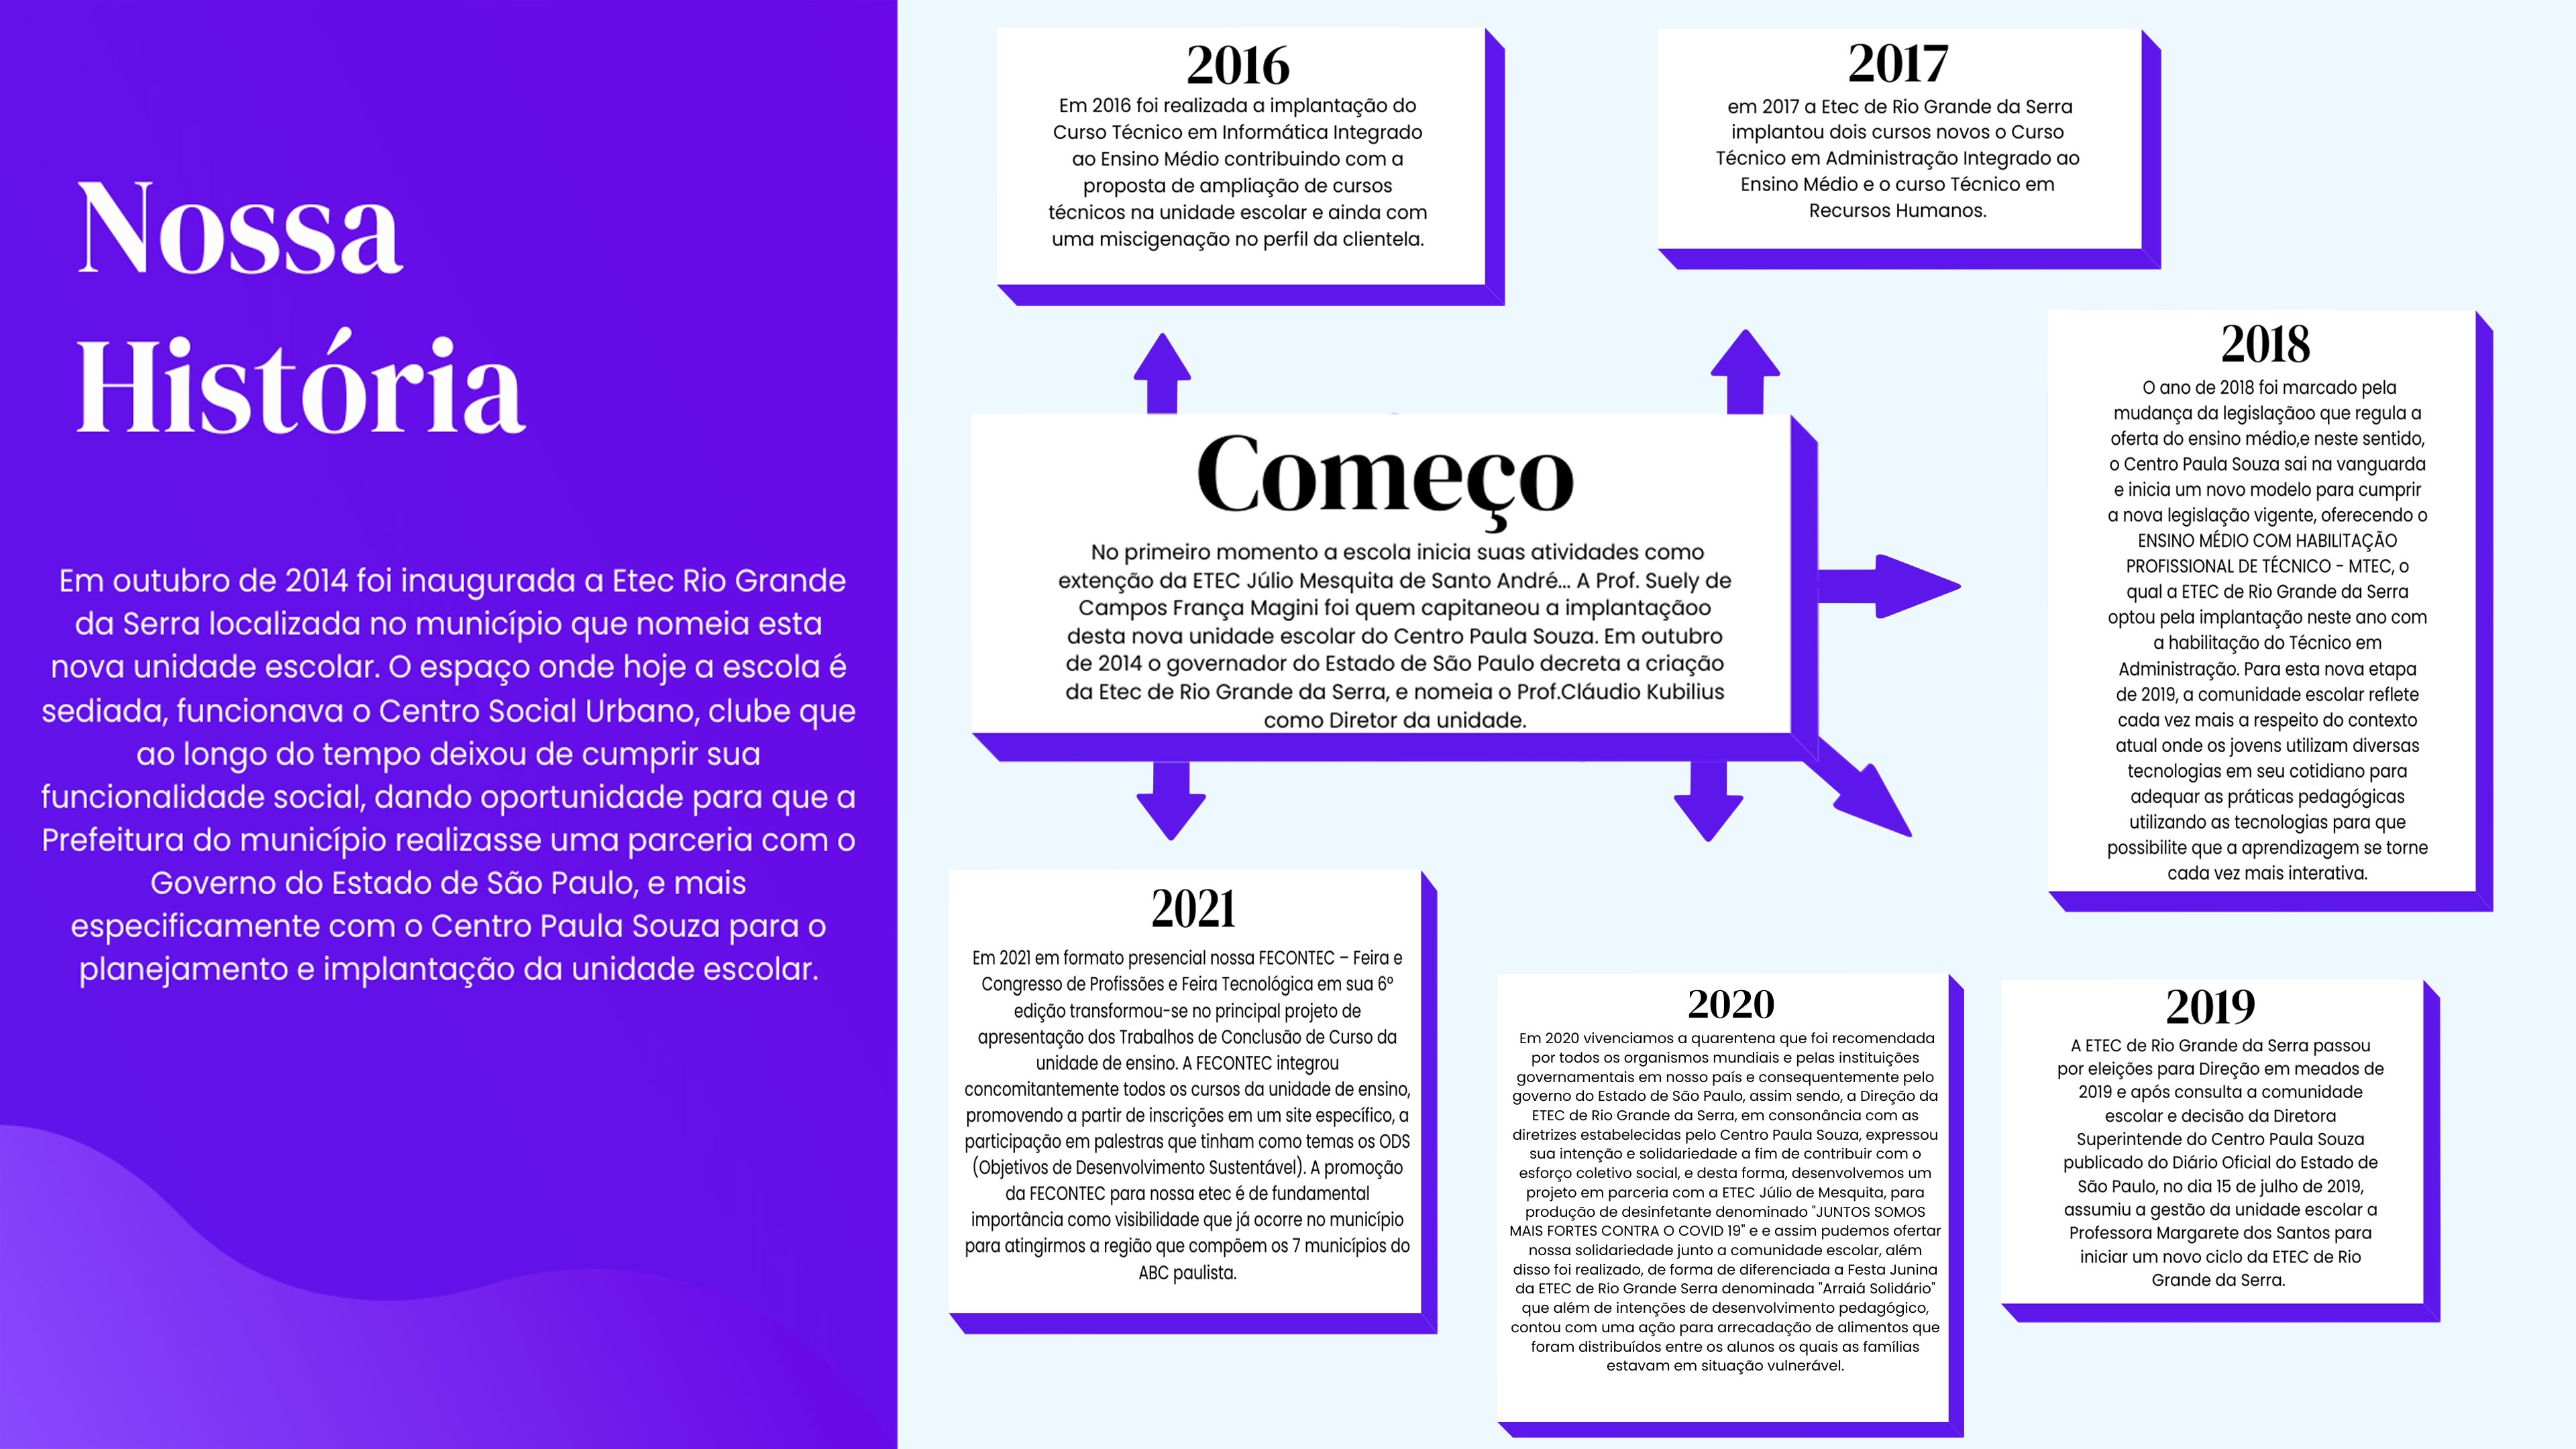 Nossa
História
Em outubro de 2014 foi inaugurada a Etec Rio Grande
da Serra localizada no município que nomeia esta
nova unidade escolar. O espaço onde hoje a escola é
sediada, funcionava o Centro Social Urbano, clube que
ao longo do tempo deixou de cumprir sua
funcionalidade social, dando oportunidade para que a
Prefeitura do município realizasse uma parceria com o
Governo do Estado de São Paulo, e mais
especificamente com o Centro Paula Souza para o
planejamento e implantação da unidade escolar.
Começo
No primeiro momento a escola inicia suas atividades como
extenção da ETEC Júlio Mesquita de Santo André... A Prof. Suely de
Campos França Magini foi quem capitaneou a implantaçãoo
desta nova unidade escolar do Centro Paula Souza. Em outubro
de 2014 o governador do Estado de São Paulo decreta a criação
da Etec de Rio Grande da Serra, e nomeia o Prof.Cláudio Kubilius
como Diretor da unidade.
2016
Em 2016 foi realizada a implantação do
Curso Técnico em Informática Integrado
ao Ensino Médio contribuindo com a
proposta de ampliação de cursos
técnicos na unidade escolar e ainda com
uma miscigenação no perfil da clientela.
2017
em 2017 a Etec de Rio Grande da Serra
implantou dois cursos novos o Curso
Técnico em Administração Integrado ao
Ensino Médio e o curso Técnico em
Recursos Humanos.
2018
O ano de 2018 foi marcado pela
mudança da legislaçãoo que regula a
oferta do ensino médio,e neste sentido,
o Centro Paula Souza sai na vanguarda
e inicia um novo modelo para cumprir
a nova legislação vigente, oferecendo o
ENSINO MÉDIO COM HABILITAÇÃO
PROFISSIONAL DE TÉCNICO - MTEC, o
qual a ETEC de Rio Grande da Serra
optou pela implantação neste ano com
a habilitação do Técnico em
Administração. Para esta nova etapa
de 2019, a comunidade escolar reflete
cada vez mais a respeito do contexto
atual onde os jovens utilizam diversas
tecnologias em seu cotidiano para
adequar as práticas pedagógicas
utilizando as tecnologias para que
possibilite que a aprendizagem se torne
cada vez mais interativa.
2019
A ETEC de Rio Grande da Serra passou
por eleições para Direção em meados de
2019 e após consulta a comunidade
escolar e decisão da Diretora
Superintende do Centro Paula Souza
publicado do Diário Oficial do Estado de
São Paulo, no dia 15 de julho de 2019,
assumiu a gestão da unidade escolar a
Professora Margarete dos Santos para
iniciar um novo ciclo da ETEC de Rio
Grande da Serra.
2020
Em 2020 vivenciamos a quarentena que foi recomendada
por todos os organismos mundiais e pelas instituições
governamentais em nosso país e consequentemente pelo
governo do Estado de São Paulo, assim sendo, a Direção da
ETEC de Rio Grande da Serra, em consonância com as
diretrizes estabelecidas pelo Centro Paula Souza, expressou
sua intenção e solidariedade a fim de contribuir com o
esforço coletivo social, e desta forma, desenvolvemos um
projeto em parceria com a ETEC Júlio de Mesquita, para
produção de desinfetante denominado "JUNTOS SOMOS
MAIS FORTES CONTRA O COVID 19" e e assim pudemos ofertar
nossa solidariedade junto a comunidade escolar, além
disso foi realizado, de forma de diferenciada a Festa Junina
da ETEC de Rio Grande Serra denominada "Arraiá Solidário"
que além de intenções de desenvolvimento pedagógico,
contou com uma ação para arrecadação de alimentos que
foram distribuídos entre os alunos os quais as famílias
estavam em situação vulnerável.
2021
Em 2021 em formato presencial nossa FECONTEC – Feira e
Congresso de Profissões e Feira Tecnológica em sua 6º
edição transformou-se no principal projeto de
apresentação dos Trabalhos de Conclusão de Curso da
unidade de ensino. A FECONTEC integrou
concomitantemente todos os cursos da unidade de ensino,
promovendo a partir de inscrições em um site específico, a
participação em palestras que tinham como temas os ODS
(Objetivos de Desenvolvimento Sustentável). A promoção
da FECONTEC para nossa etec é de fundamental
importância como visibilidade que já ocorre no município
para atingirmos a região que compõem os 7 municípios do
ABC paulista.